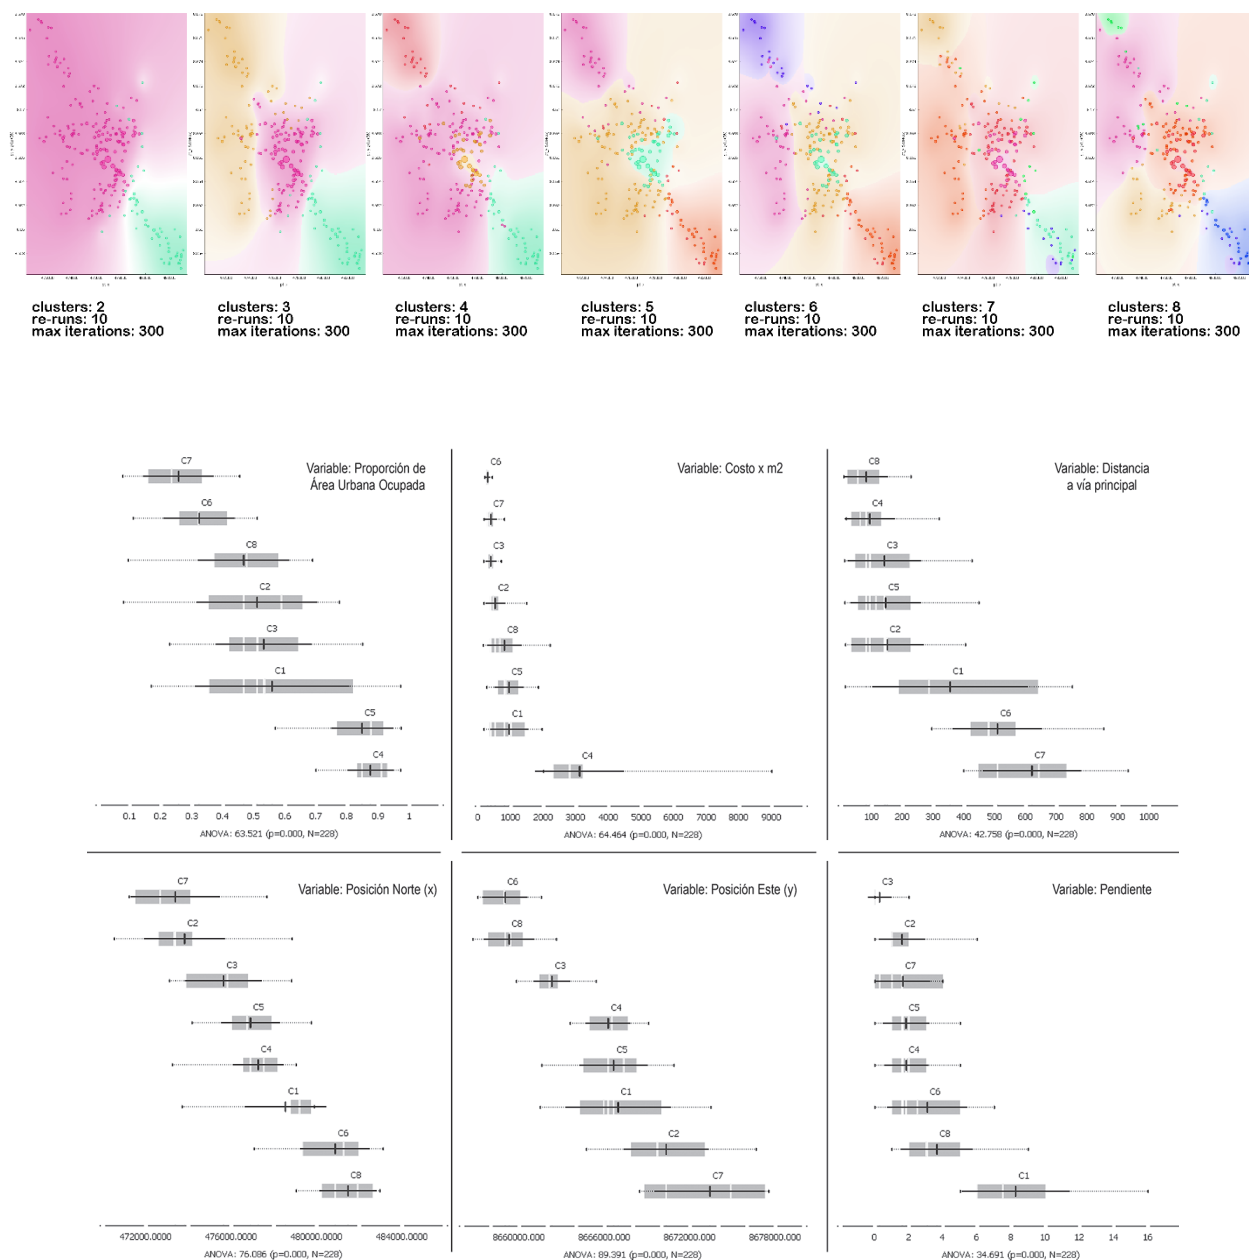 clusters: 2
re-runs: 10
max iterations: 300
clusters: 3
re-runs: 10
max iterations: 300
clusters: 4
re-runs: 10
max iterations: 300
clusters: 5
re-runs: 10
max iterations: 300
clusters: 6
re-runs: 10
max iterations: 300
clusters: 7
re-runs: 10
max iterations: 300
clusters: 8
re-runs: 10
max iterations: 300
Variable: Proporción de
Área Urbana Ocupada
C7
C6
C8
C2
C3
C1
C5
C4
0.1 0.2 0.3 0.4 0.5 0.6 0.7 0.8 0.9 1
ANOVA: 63.521 (p=0.000, N=228)
Variable: Costo x m2
C6
C7
C3
C2
C8
C5
C1
C4
0 1000 2000 3000 4000 5000 6000 7000 8000 9000
ANOVA: 64.464 (p=0.000, N=228)
Variable: Distancia
a vía principal
C8
C4
C3
C5
C2
C1
C6
C7
100 200 300 400 500 600 700 800 900 1000
ANOVA: 42.758 (p=0.000, N=228)
Variable: Posición Norte (x)
C7
C2
C3
C5
C4
C1
C6
C8
472000.0000 476000.0000 480000.0000 484000.0000
ANOVA: 76.086 (p=0.000, N=228)
Variable: Posición Este (y)
C6
C8
C3
C4
C5
C1
C2
C7
8660000.000 8666000.000 8672000.000 8678000.000
ANOVA: 89.391 (p=0.000, N=228)
Variable: Pendiente
C3
C2
C7
C5
C4
C6
C8
C1
0 2 4 6 8 10 12 14 16
ANOVA: 34.691 (p=0.000, N=228)